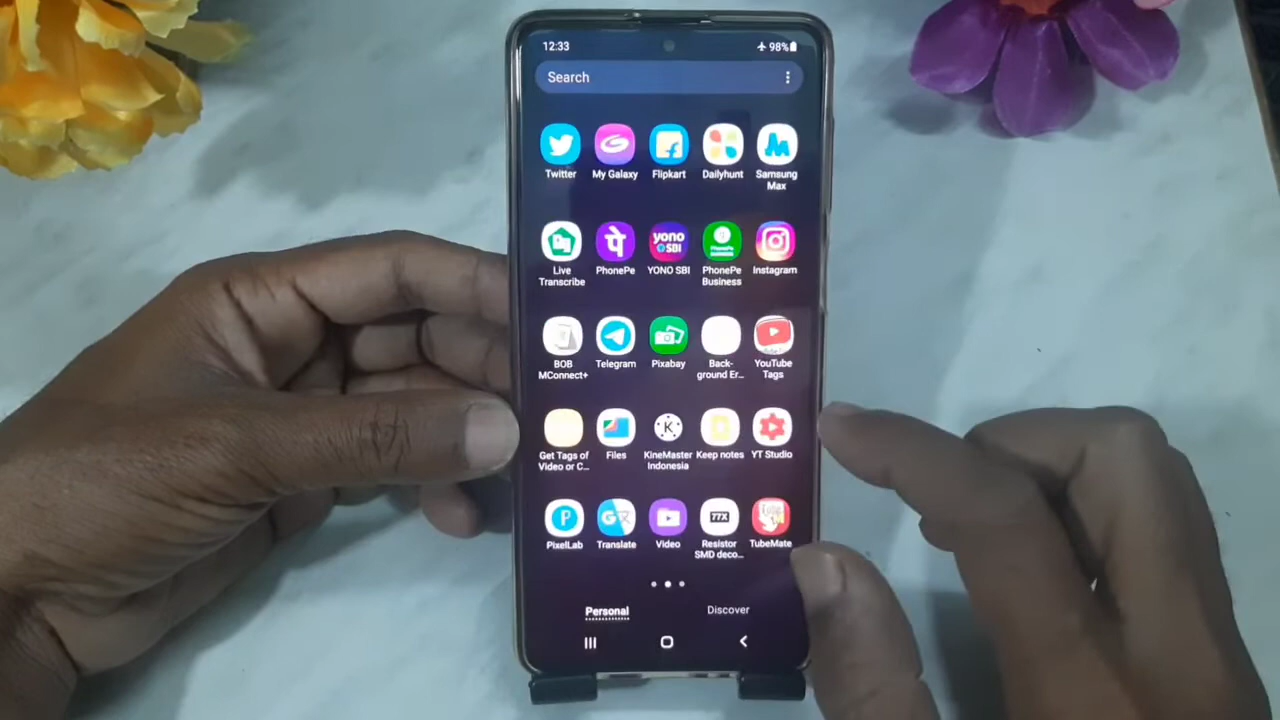 12:33
98%
Search
Twitter
My Galaxy
Flipkart
Dailyhunt
Samsung
Max
Live
Transcribe
PhonePe
yono
SBI
YONO SBI
PhonePe
Business
Instagram
BOB
MConnect+
Telegram
Pixabay
Back-
ground Er...
YouTube
Tags
Get Tags of
Video or C...
Files
K
KineMaster
Indonesia
Keep notes
YT Studio
P
PixelLab
Translate
Video
77X
Resistor
SMD deco...
Tube
TubeMate
Personal
Discover